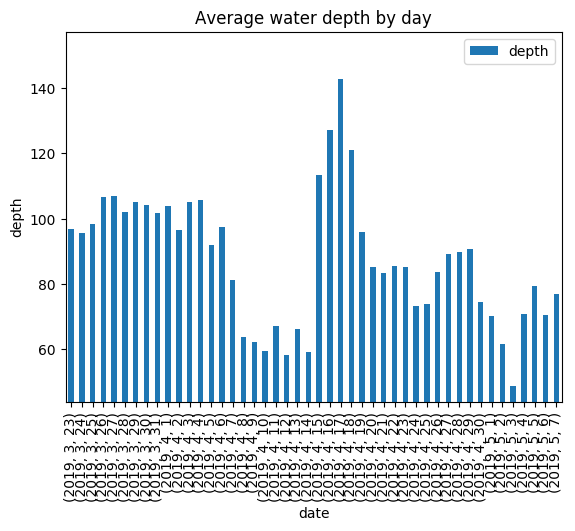 Average water depth by day
depth
140
120
100
80
60
depth
(2019, 3, 23)
(2019, 3, 24)
(2019, 3, 25)
(2019, 3, 26)
(2019, 3, 27)
(2019, 3, 28)
(2019, 3, 29)
(2019, 3, 30)
(2019, 3, 31)
(2019, 4, 1)
(2019, 4, 2)
(2019, 4, 3)
(2019, 4, 4)
(2019, 4, 5)
(2019, 4, 6)
(2019, 4, 7)
(2019, 4, 8)
(2019, 4, 9)
(2019, 4, 10)
(2019, 4, 11)
(2019, 4, 12)
(2019, 4, 13)
(2019, 4, 14)
(2019, 4, 15)
(2019, 4, 16)
(2019, 4, 17)
(2019, 4, 18)
(2019, 4, 19)
(2019, 4, 20)
(2019, 4, 21)
(2019, 4, 22)
(2019, 4, 23)
(2019, 4, 24)
(2019, 4, 25)
(2019, 4, 26)
(2019, 4, 27)
(2019, 4, 28)
(2019, 4, 29)
(2019, 4, 30)
(2019, 5, 1)
(2019, 5, 2)
(2019, 5, 3)
(2019, 5, 4)
(2019, 5, 5)
(2019, 5, 6)
(2019, 5, 7)
date